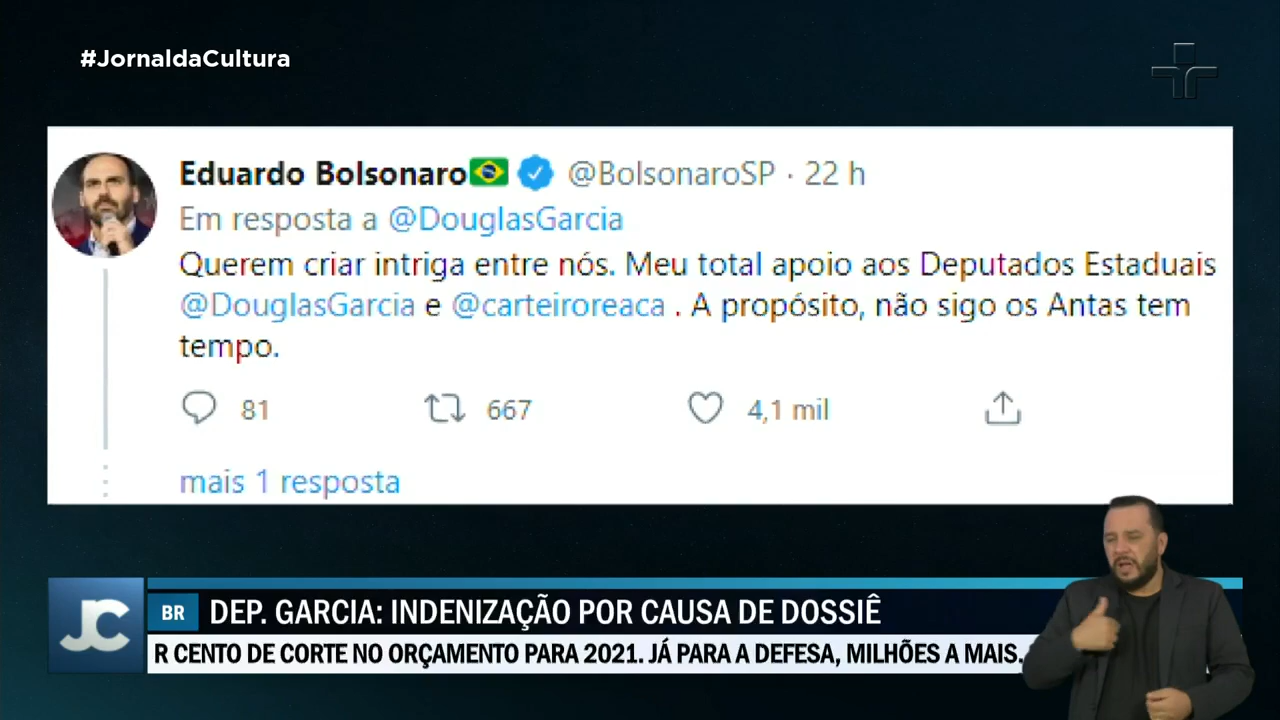 #JornaldaCultura
Eduardo Bolsonaro @BolsonaroSP · 22 h
Em resposta a @DouglasGarcia
Querem criar intriga entre nós. Meu total apoio aos Deputados Estaduais
@DouglasGarcia e @carteiroreaca . A propósito, não sigo os Antas tem
tempo.
81 667 4,1 mil
mais 1 resposta
JC BR DEP. GARCIA: INDENIZAÇÃO POR CAUSA DE DOSSIÊ
R CENTO DE CORTE NO ORÇAMENTO PARA 2021. JÁ PARA A DEFESA, MILHÕES A MAIS.